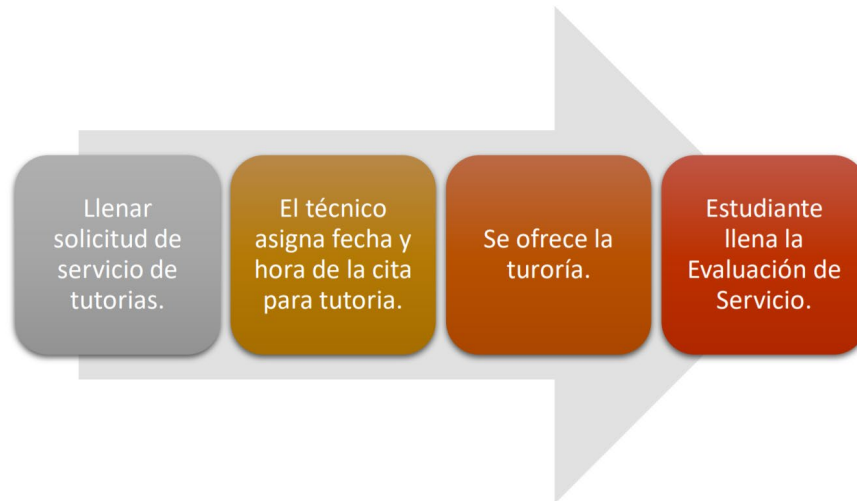 Llenar
solicitud de
servicio de
tutorias.
El técnico
asigna fecha y
hora de la cita
para tutoria.
Se ofrece la
turoría.
Estudiante
llena la
Evaluación de
Servicio.